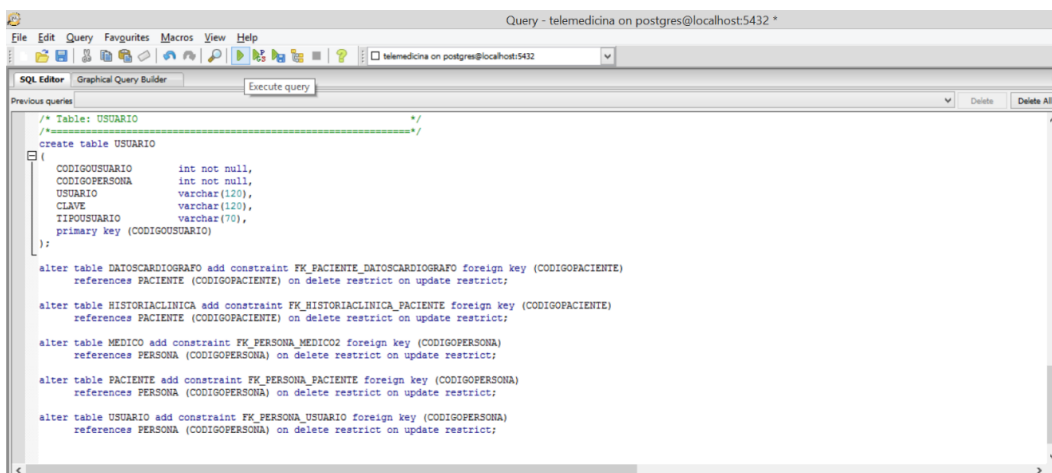 Query - telemedicina on postgres@localhost:5432 *
File Edit Query Favourites Macros View Help
telemedicina on postgres@localhost:5432
SQL Editor Graphical Query Builder
Execute query
Previous queries Delete Delete All
/* Table: USUARIO */
/*==============================================================*/
create table USUARIO
(
CODIGOUSUARIO int not null,
CODIGOPERSONA int not null,
USUARIO varchar(120),
CLAVE varchar(120),
TIPOUSUARIO varchar(70),
primary key (CODIGOUSUARIO)
);
alter table DATOSCARDIOGRAFO add constraint FK_PACIENTE_DATOSCARDIOGRAFO foreign key (CODIGOPACIENTE)
references PACIENTE (CODIGOPACIENTE) on delete restrict on update restrict;
alter table HISTORIACLINICA add constraint FK_HISTORIACLINICA_PACIENTE foreign key (CODIGOPACIENTE)
references PACIENTE (CODIGOPACIENTE) on delete restrict on update restrict;
alter table MEDICO add constraint FK_PERSONA_MEDICO2 foreign key (CODIGOPERSONA)
references PERSONA (CODIGOPERSONA) on delete restrict on update restrict;
alter table PACIENTE add constraint FK_PERSONA_PACIENTE foreign key (CODIGOPERSONA)
references PERSONA (CODIGOPERSONA) on delete restrict on update restrict;
alter table USUARIO add constraint FK_PERSONA_USUARIO foreign key (CODIGOPERSONA)
references PERSONA (CODIGOPERSONA) on delete restrict on update restrict;